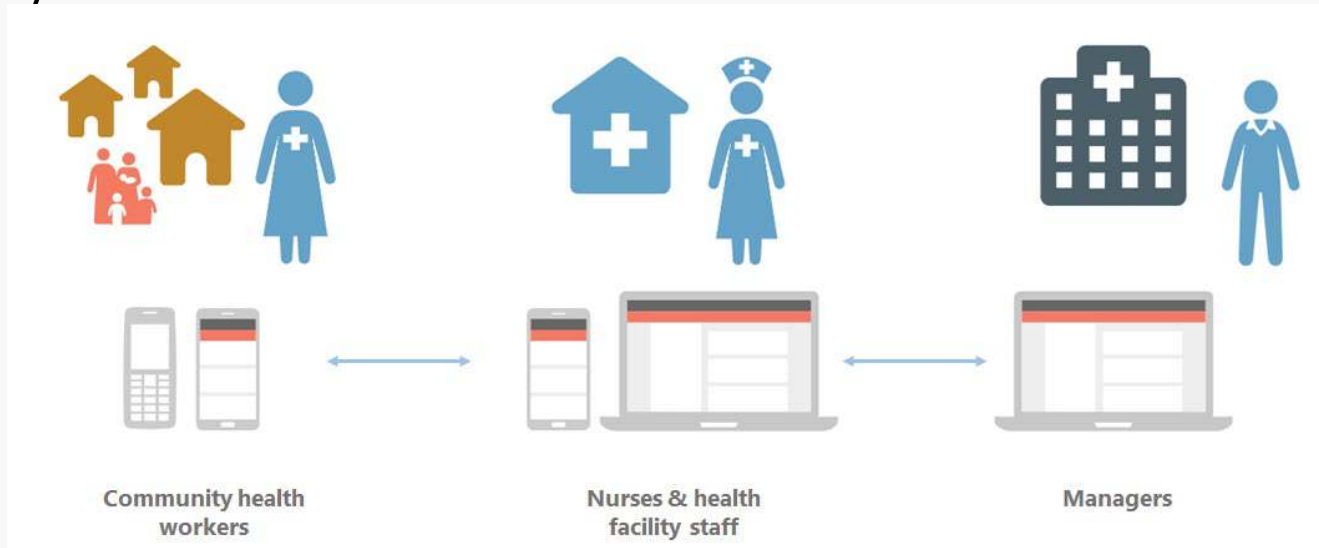 Community health
workers
Nurses & health
facility staff
Managers